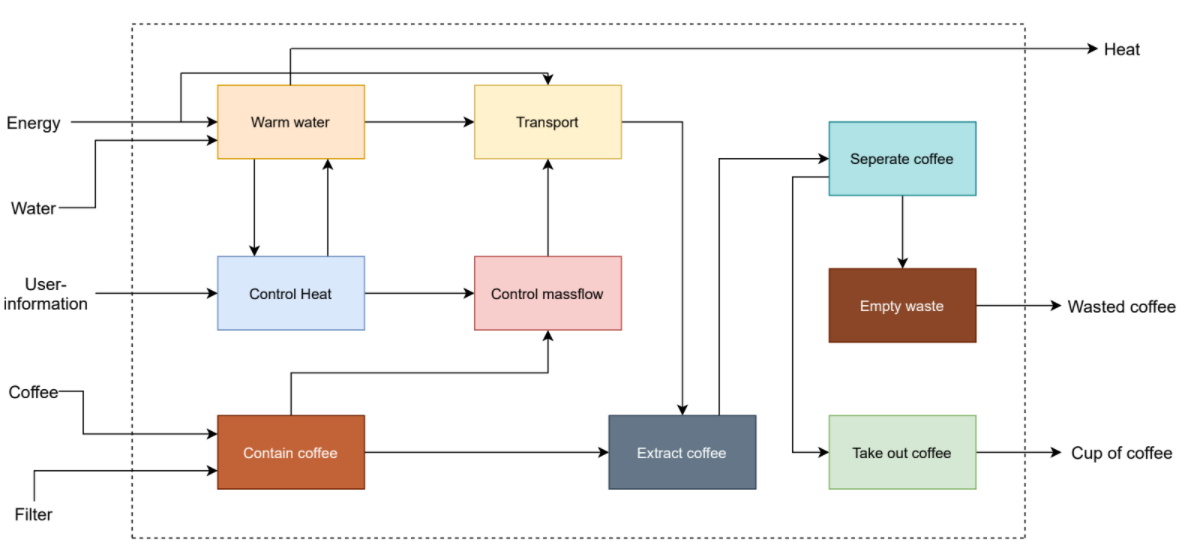 Heat
Energy
Warm water
Transport
Seperate coffee
Water
User-
information
Control Heat
Control massflow
Empty waste
Wasted coffee
Coffee
Contain coffee
Extract coffee
Take out coffee
Cup of coffee
Filter